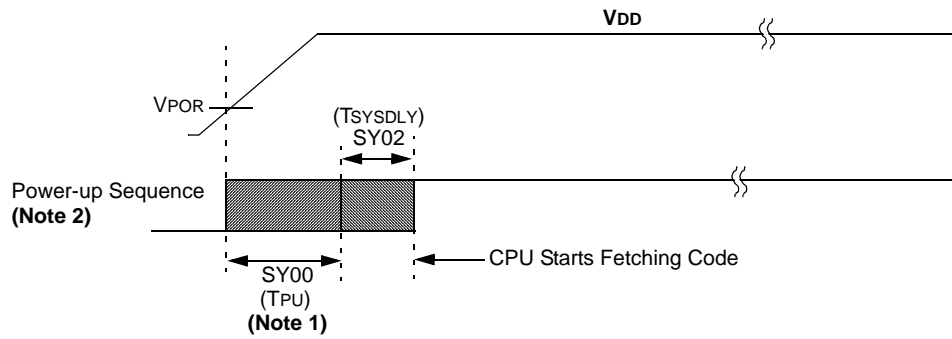 VDD
VPOR
(TSYSDLY)
SY02
Power-up Sequence
(Note 2)
CPU Starts Fetching Code
SY00
(TPU)
(Note 1)